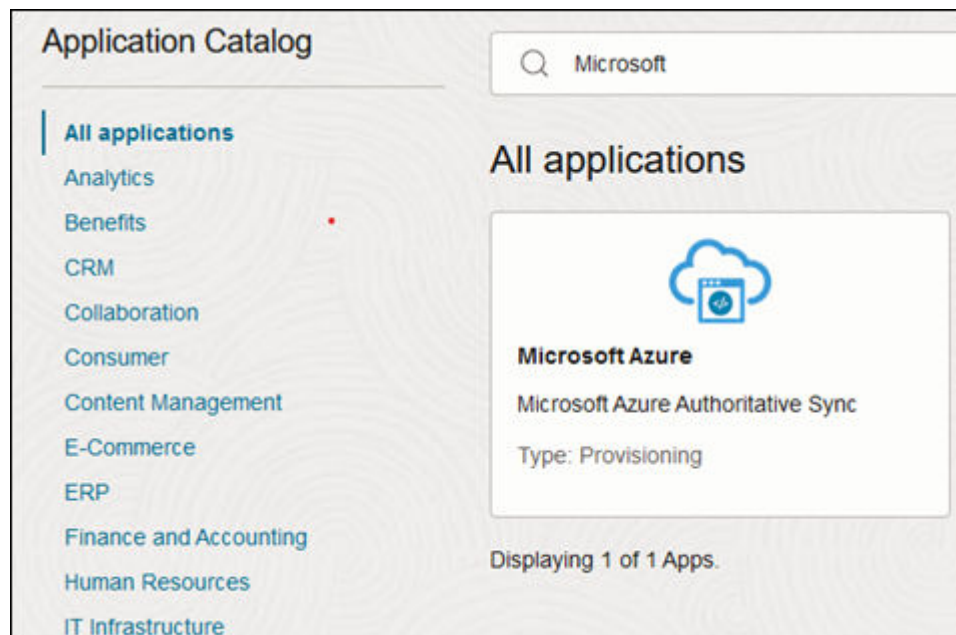 Application Catalog
All applications
Analytics
Benefits
CRM
Collaboration
Consumer
Content Management
E-Commerce
ERP
Finance and Accounting
Human Resources
IT Infrastructure
Microsoft
All applications
Microsoft Azure
Microsoft Azure Authoritative Sync
Type: Provisioning
Displaying 1 of 1 Apps.